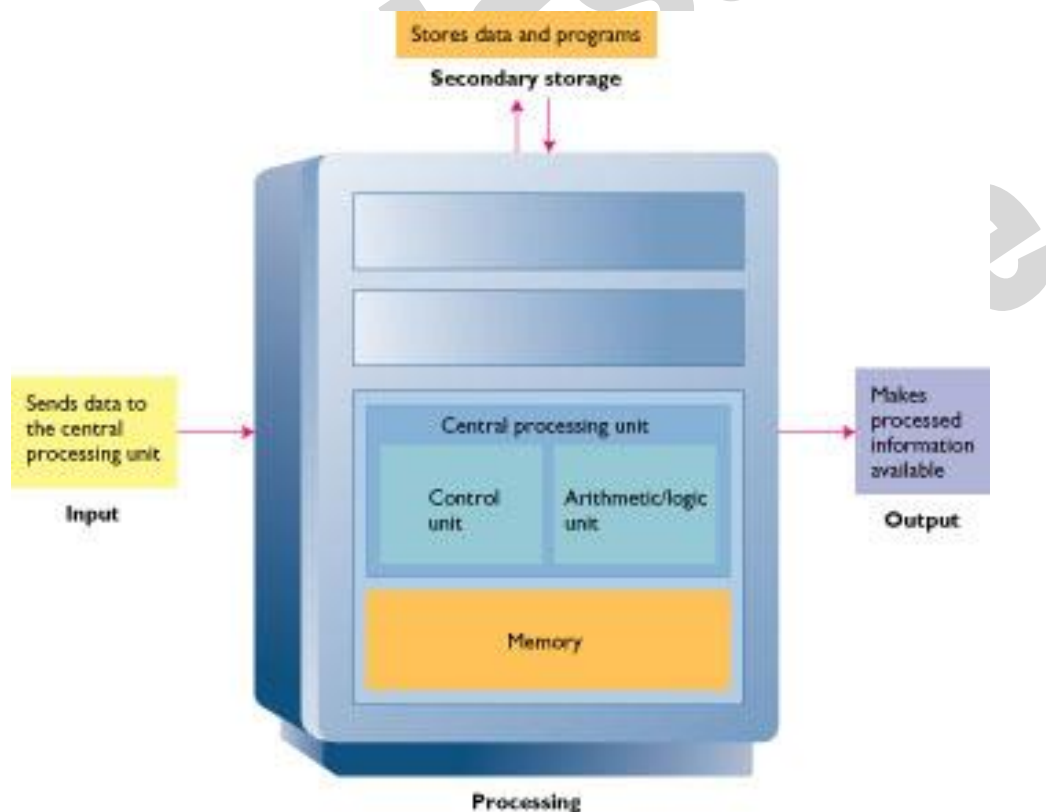 Stores data and programs
Secondary storage
Sends data to
the central
processing unit
Input
Central processing unit
Control
unit
Arithmetic/logic
unit
Memory
Makes
processed
information
available
Output
Processing